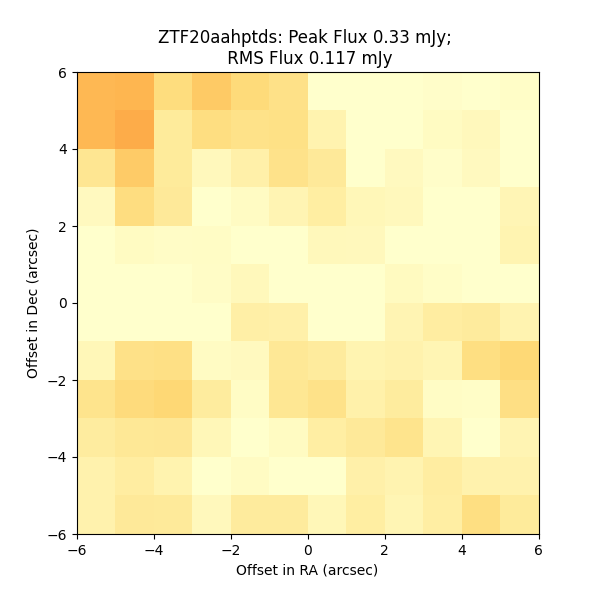 ZTF20aahptds: Peak Flux 0.33 mJy;
RMS Flux 0.117 mJy
6
4
2
0
−2
−4
−6
Offset in Dec (arcsec)
−6 −4 −2 0 2 4 6
Offset in RA (arcsec)